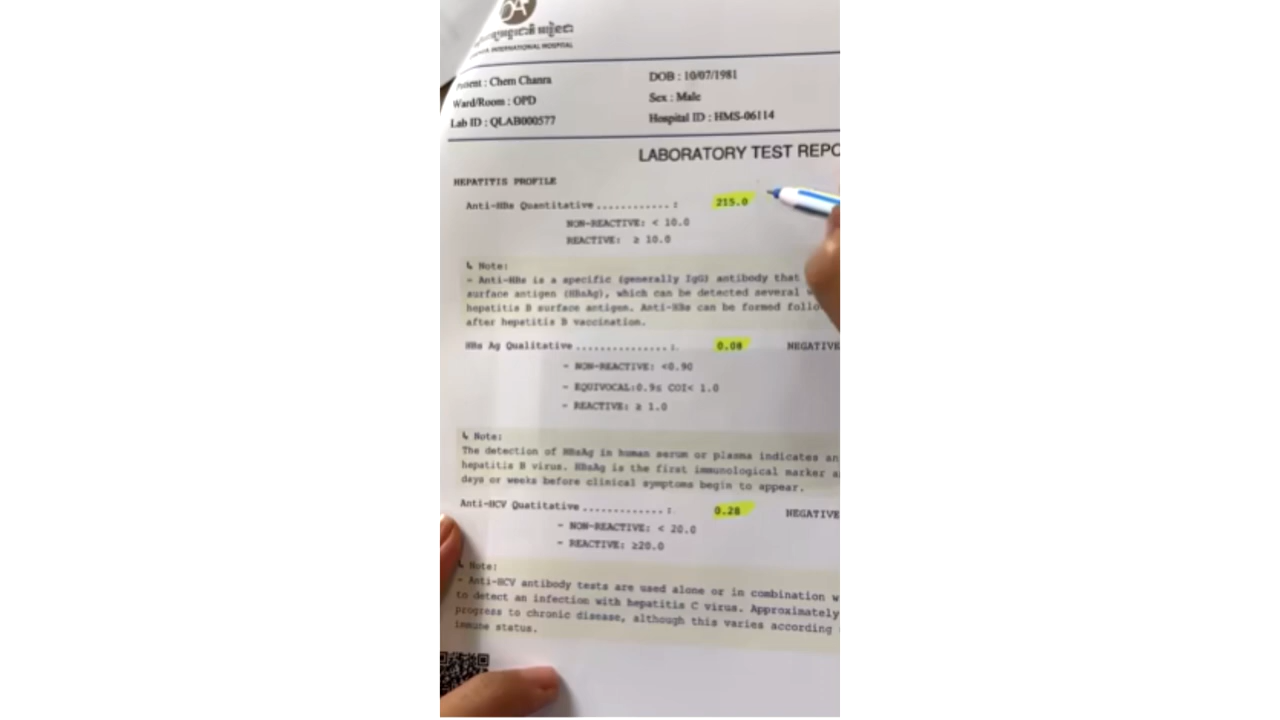 INTERNATIONAL HOSPITAL
Patient : Chem Chanra
DOB : 10/07/1981
Ward/Room : OPD
Sex : Male
Lab ID : QLAB000577
Hospital ID : HMS-06114
LABORATORY TEST REPO
HEPATITIS PROFILE
Anti-HBs Quantitative ............ : 215.0
NON-REACTIVE: < 10.0
REACTIVE: ≥ 10.0
↳ Note:
- Anti-HBs is a specific (generally IgG) antibody that
surface antigen (HBsAg), which can be detected several
hepatitis B surface antigen. Anti-HBs can be formed follo
after hepatitis B vaccination.
HBs Ag Qualitative ............... : 0.08 NEGATIVE
- NON-REACTIVE: <0.90
- EQUIVOCAL:0.9≤ COI< 1.0
- REACTIVE: ≥ 1.0
↳ Note:
The detection of HBsAg in human serum or plasma indicates an
hepatitis B virus. HBsAg is the first immunological marker a
days or weeks before clinical symptoms begin to appear.
Anti-HCV Quatitative ............. : 0.28 NEGATIVE
- NON-REACTIVE: < 20.0
- REACTIVE: ≥20.0
↳ Note:
- Anti-HCV antibody tests are used alone or in combination w
to detect an infection with hepatitis C virus. Approximately
progress to chronic disease, although this varies according
immune status.